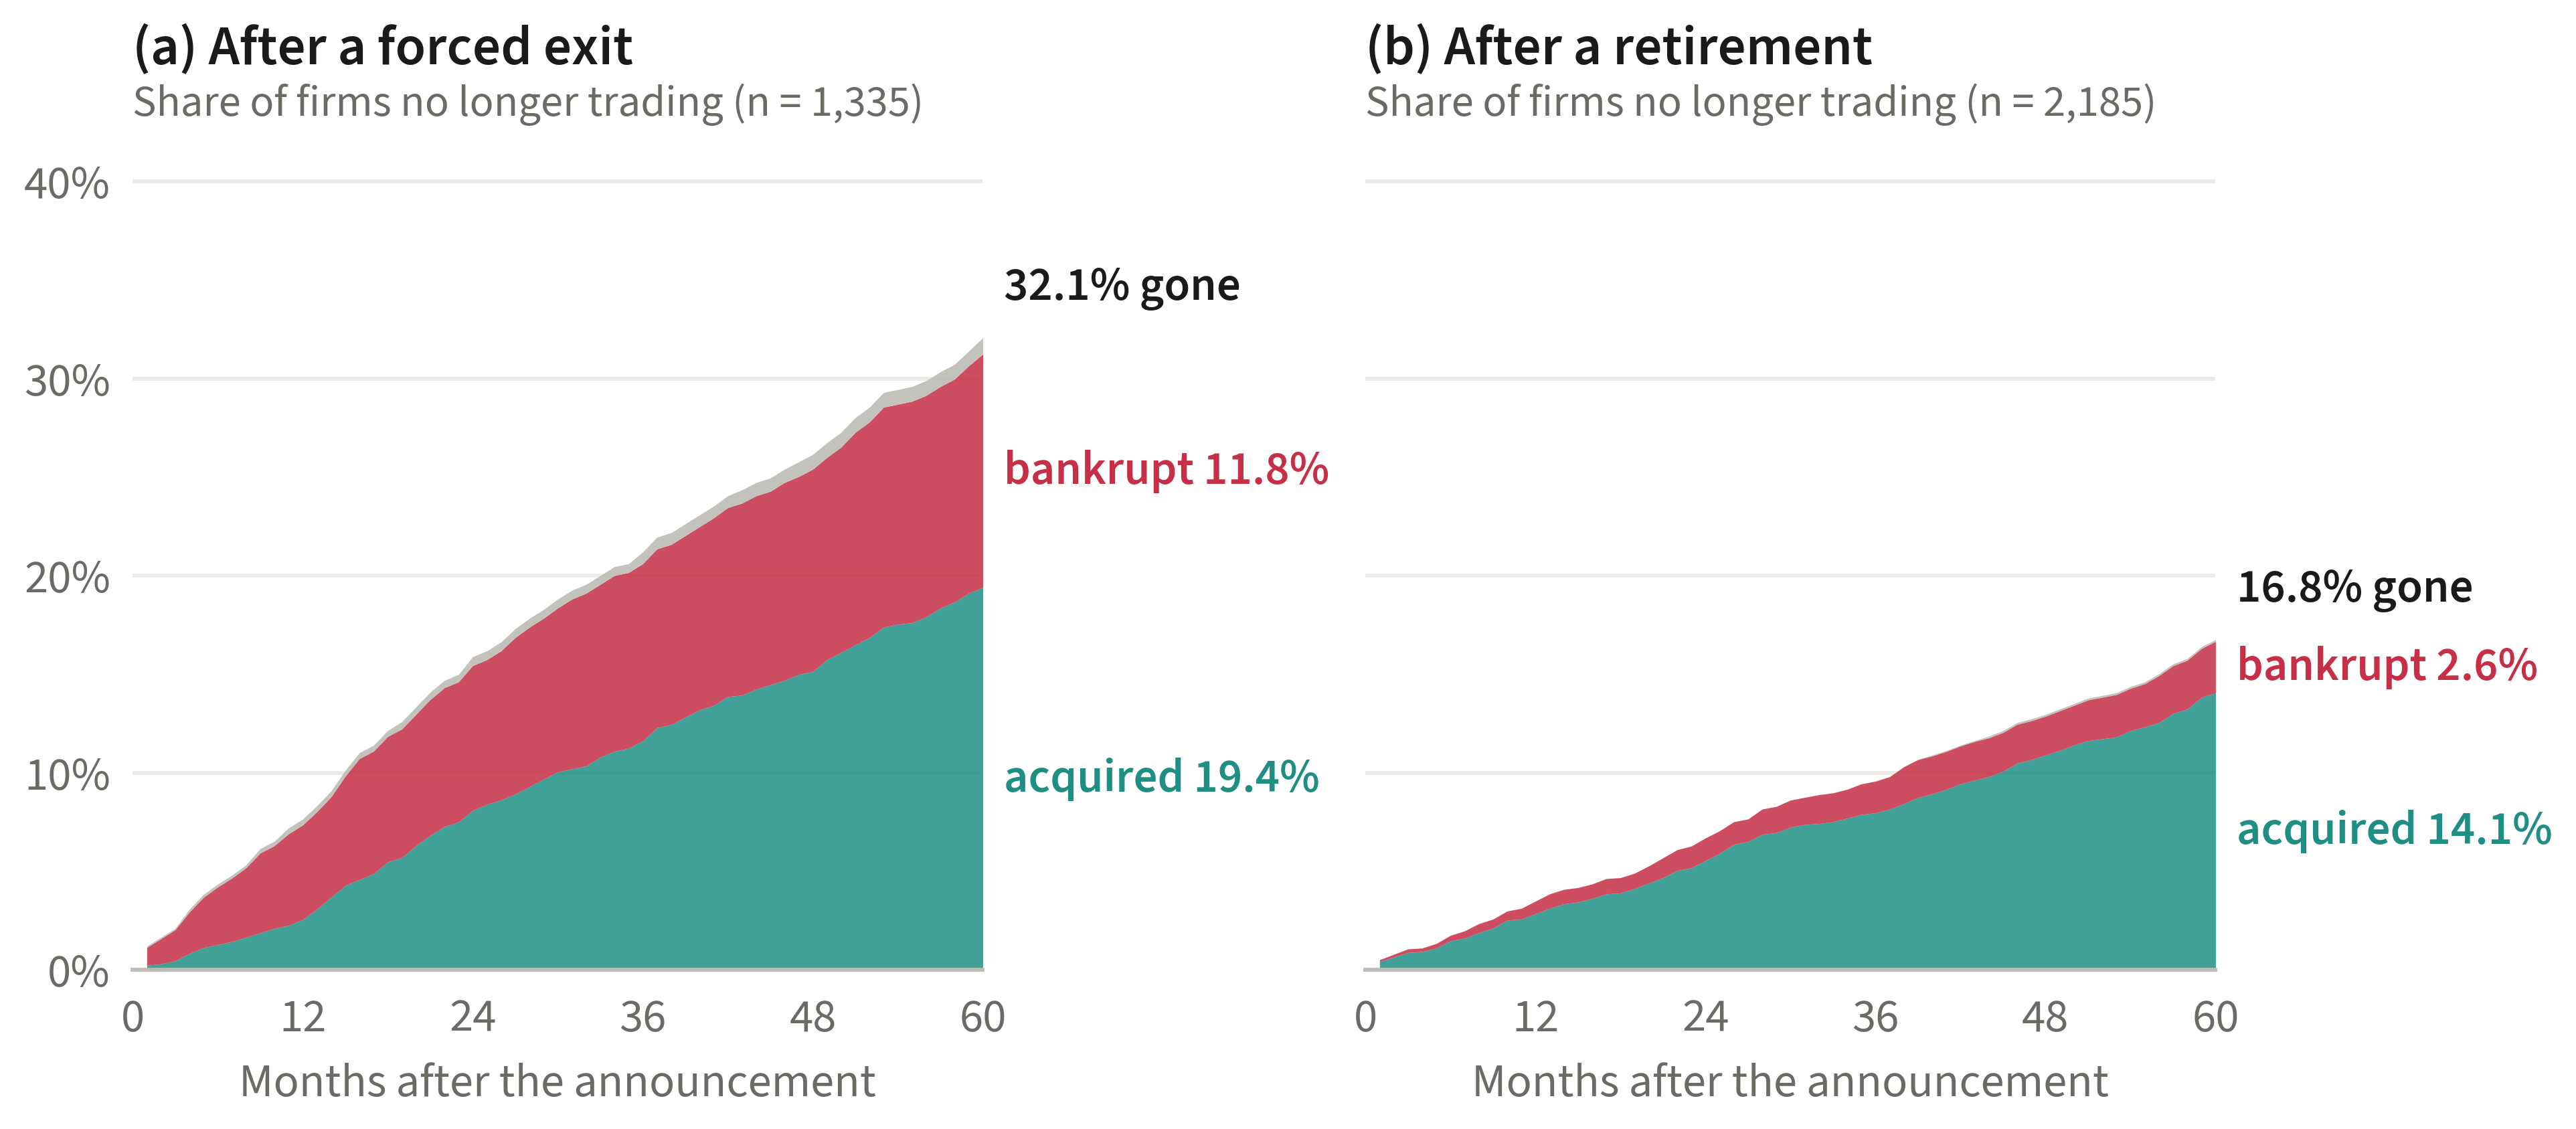 (a) After a forced exit
Share of firms no longer trading (n = 1,335)
40%
30%
20%
10%
0%
0 12 24 36 48 60
Months after the announcement
32.1% gone
bankrupt 11.8%
acquired 19.4%
(b) After a retirement
Share of firms no longer trading (n = 2,185)
0 12 24 36 48 60
Months after the announcement
16.8% gone
bankrupt 2.6%
acquired 14.1%